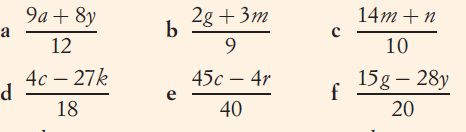 a (9a + 8y)/12 b (2g + 3m)/9 c (14m + n)/10
d (4c – 27k)/18 e (45c – 4r)/40 f (15g – 28y)/20